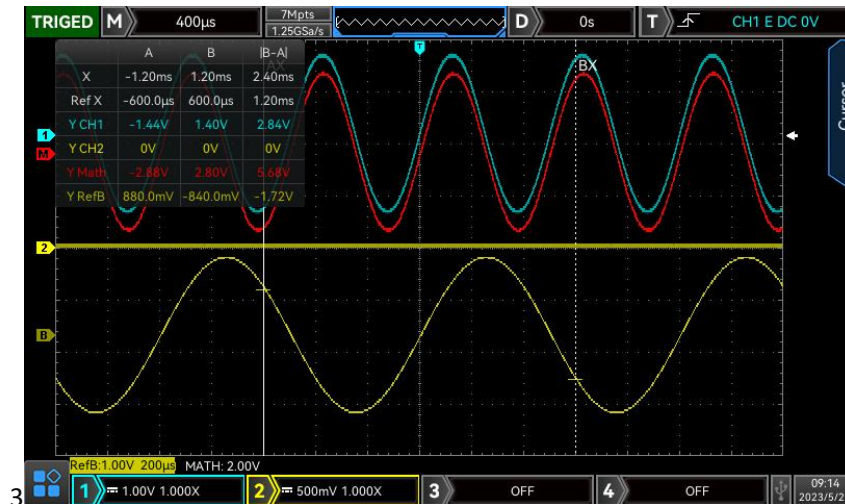 TRIGED M 400μs 7Mpts 1.25GSa/s D 0s T CH1 E DC 0V
T
A B |B-A|
AX
BX
X -1.20ms 1.20ms 2.40ms
Ref X -600.0μs 600.0μs 1.20ms
Y CH1 -1.44V 1.40V 2.84V
Y CH2 0V 0V 0V
Y Math -2.88V 2.80V 5.68V
Y RefB 880.0mV -840.0mV -1.72V
Cursor
1
M
2
B
RefB:1.00V 200μs MATH: 2.00V
3
1 1.00V 1.000X 2 500mV 1.000X 3 OFF 4 OFF 09:14
2023/5/2